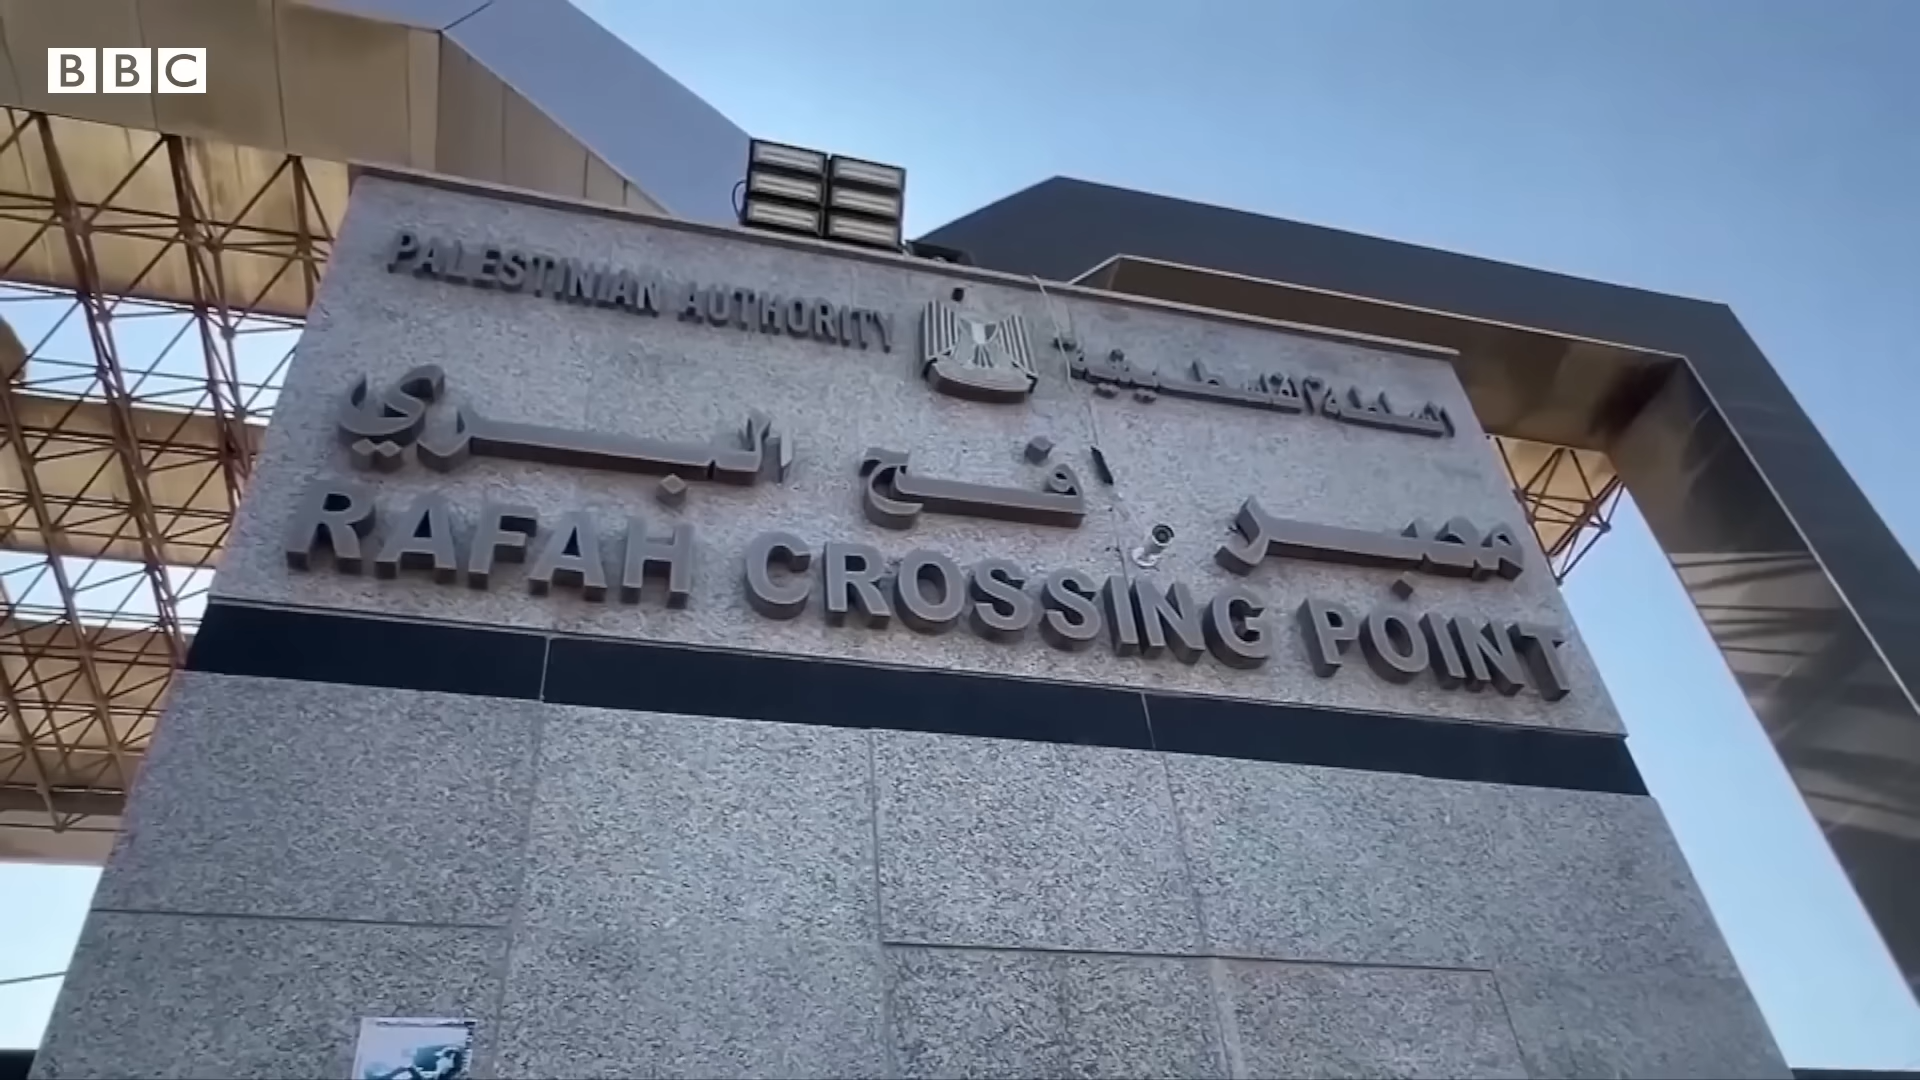 BBC
PALESTINIAN AUTHORITY
السلطة الفلسطينية
معبر رفح البري
RAFAH CROSSING POINT